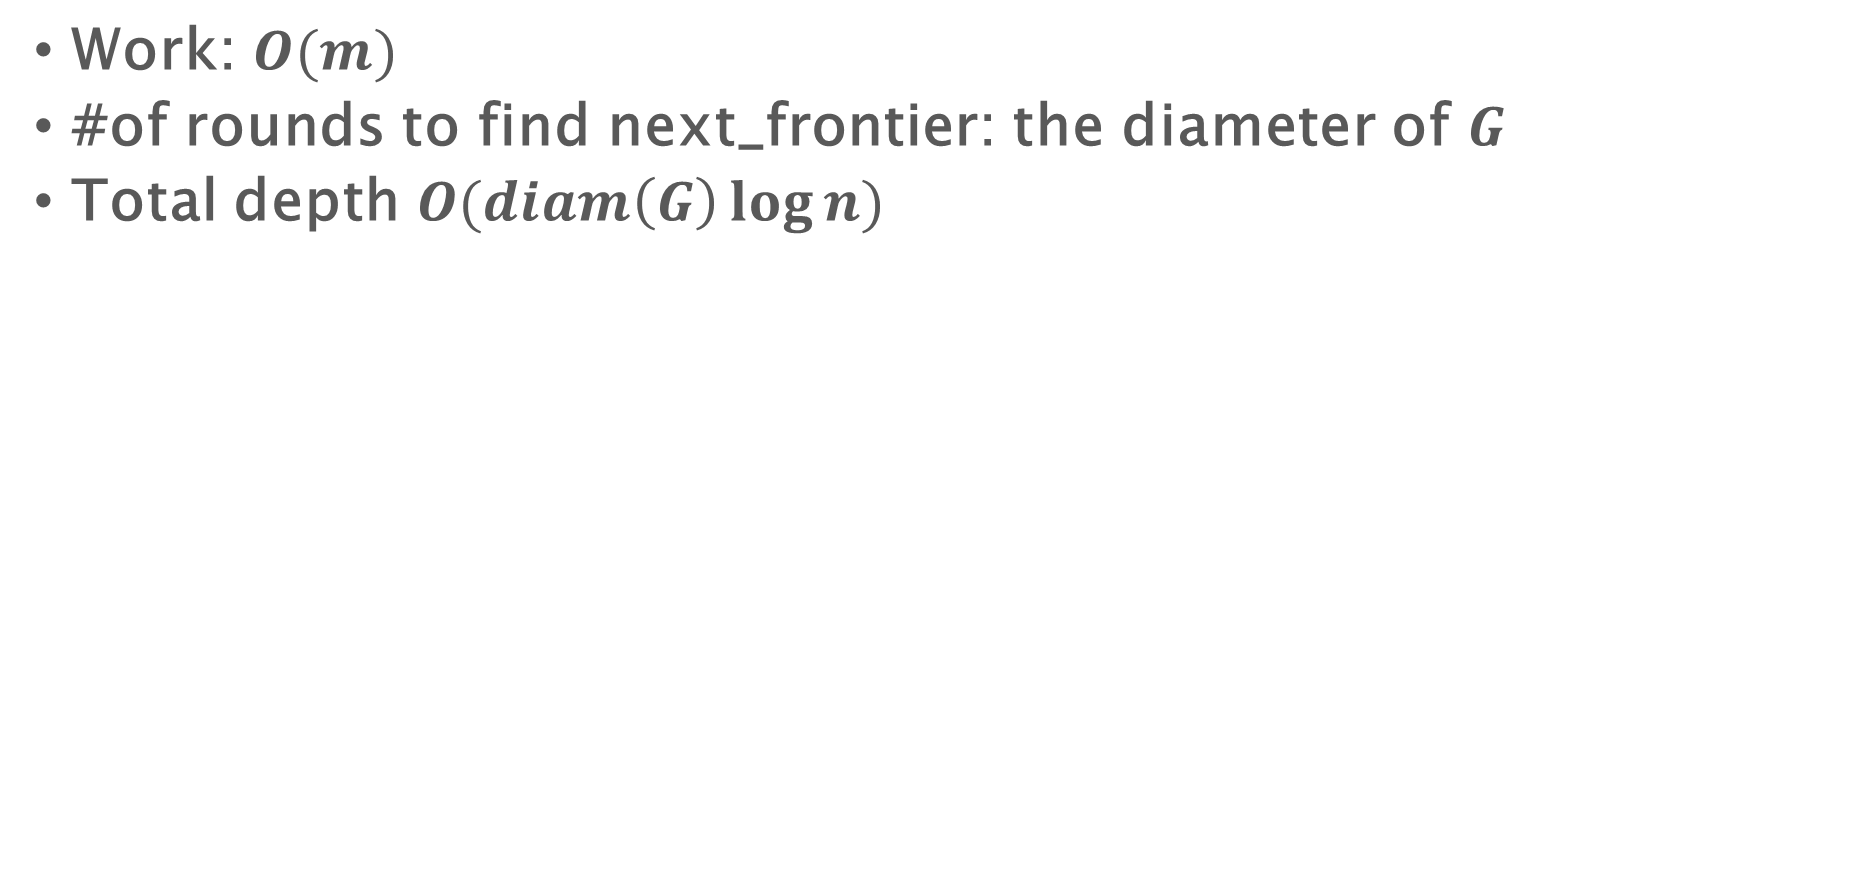 • Work: O(m)
• #of rounds to find next_frontier: the diameter of G
• Total depth O(diam(G) log n)